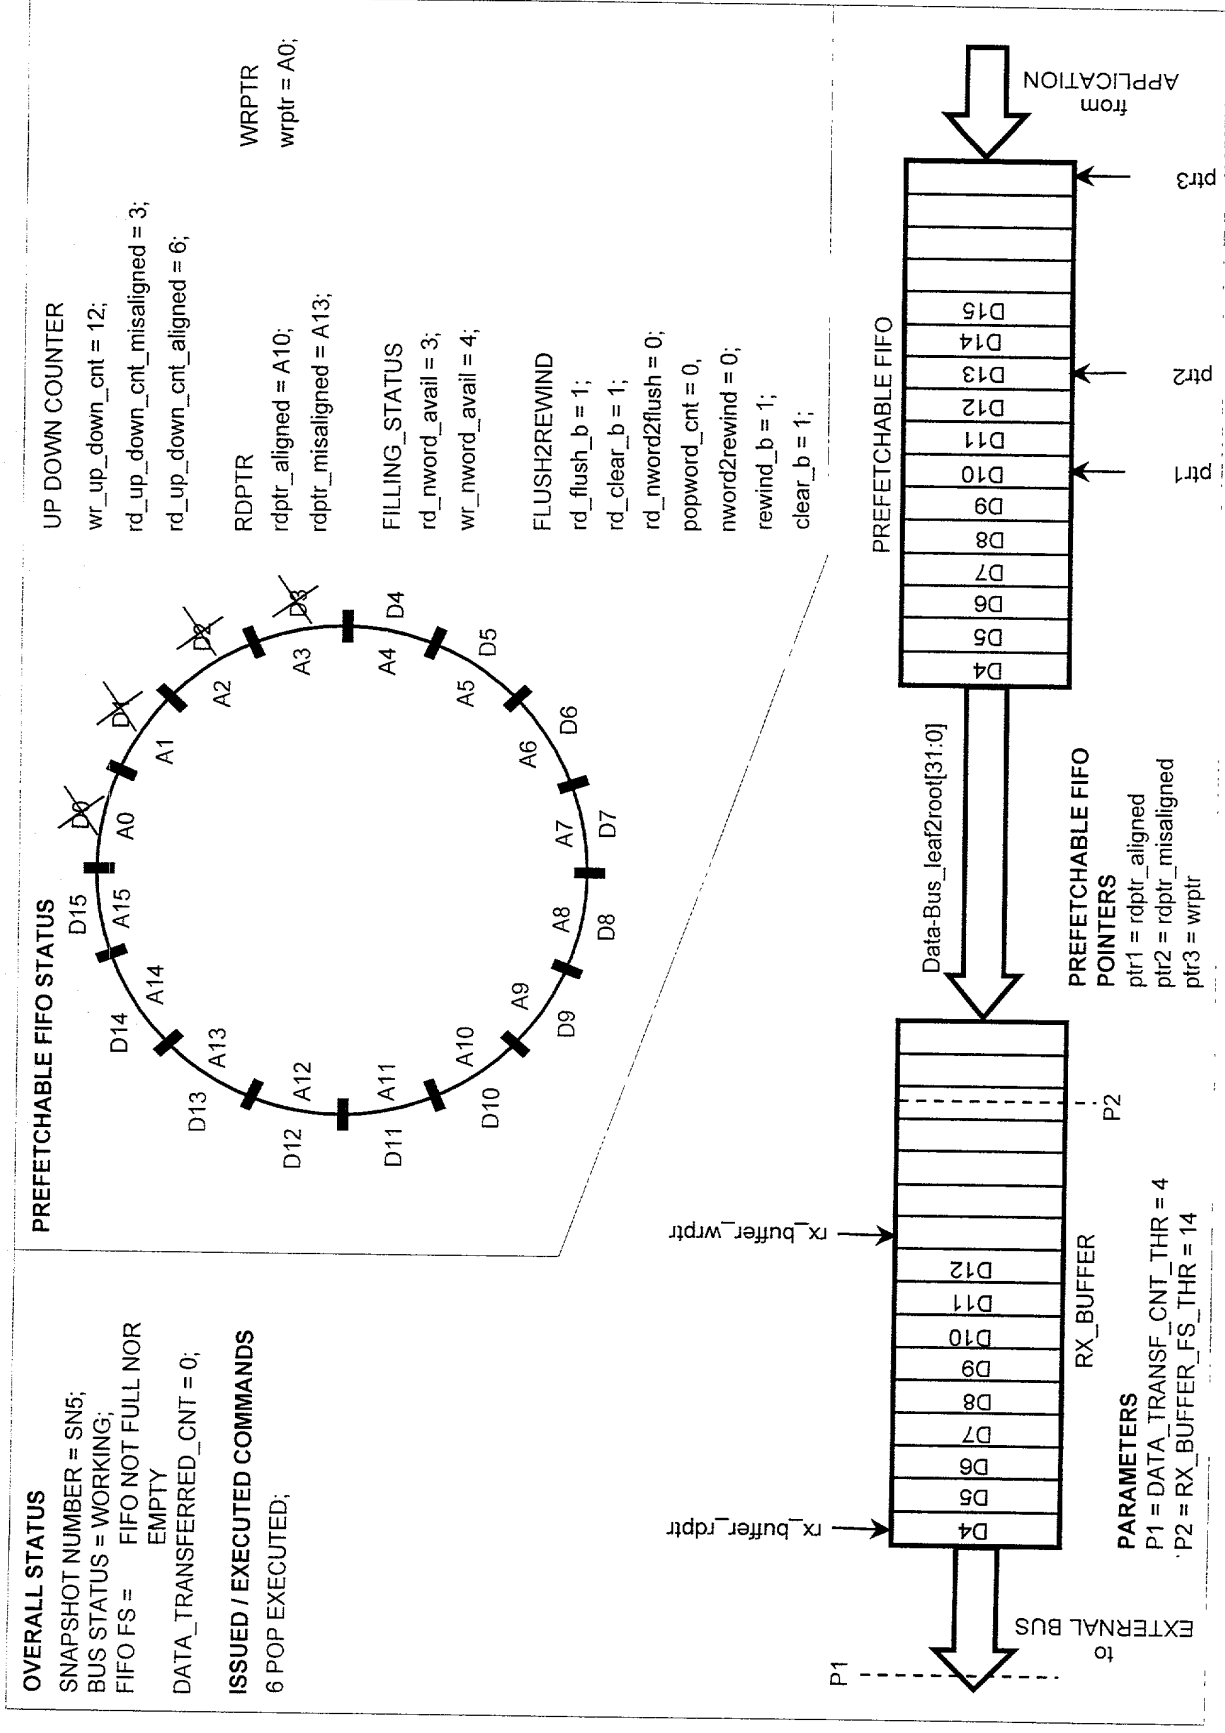 OVERALL STATUS
SNAPSHOT NUMBER = SN5;
BUS STATUS = WORKING;
FIFO FS = FIFO NOT FULL NOR
EMPTY
DATA_TRANSFERRED_CNT = 0;
ISSUED / EXECUTED COMMANDS
6 POP EXECUTED;
PREFETCHABLE FIFO STATUS
D0
D1
D2
D3
D4
D5
D6
D7
D8
D9
D10
D11
D12
D13
D14
D15
A0
A1
A2
A3
A4
A5
A6
A7
A8
A9
A10
A11
A12
A13
A14
A15
UP DOWN COUNTER
wr_up_down_cnt = 12;
rd_up_down_cnt_misaligned = 3;
rd_up_down_cnt_aligned = 6;
RDPTR
rdptr_aligned = A10;
rdptr_misaligned = A13;
WRPTR
wrptr = A0;
FILLING_STATUS
rd_nword_avail = 3;
wr_nword_avail = 4;
FLUSH2REWIND
rd_flush_b = 1;
rd_clear_b = 1;
rd_nword2flush = 0;
popword_cnt = 0,
nword2rewind = 0;
rewind_b = 1;
clear_b = 1;
P1
to
EXTERNAL BUS
rx_buffer_rdptr
rx_buffer_wrptr
D4
D5
D6
D7
D8
D9
D10
D11
D12
RX_BUFFER
P2
Data-Bus_leaf2root[31:0]
PREFETCHABLE FIFO
D4
D5
D6
D7
D8
D9
D10
D11
D12
D13
D14
D15
from
APPLICATION
ptr1
ptr2
ptr3
PARAMETERS
P1 = DATA_TRANSF_CNT_THR = 4
P2 = RX_BUFFER_FS_THR = 14
PREFETCHABLE FIFO
POINTERS
ptr1 = rdptr_aligned
ptr2 = rdptr_misaligned
ptr3 = wrptr